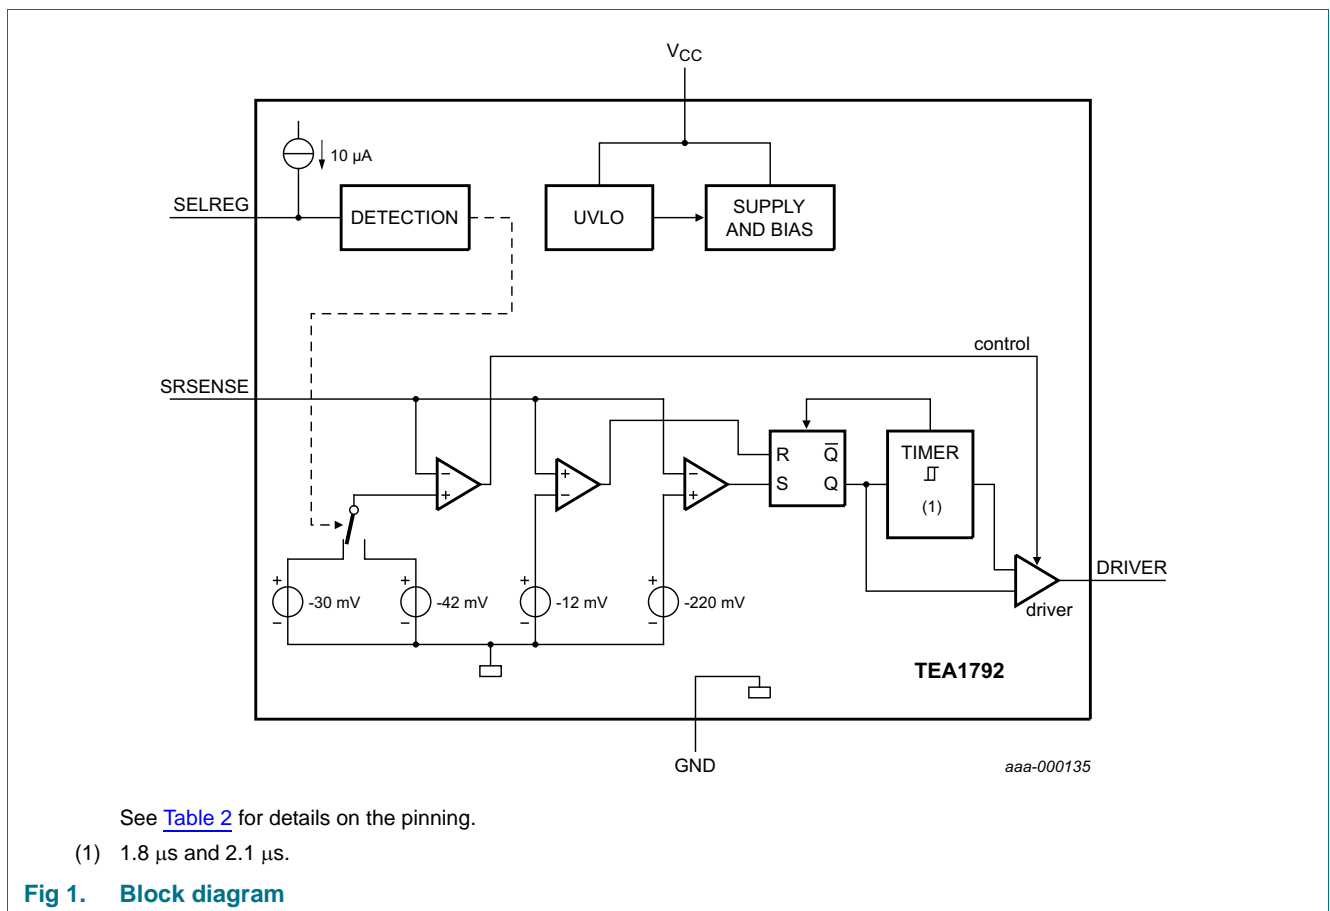 VCC
10 µA
SELREG
DETECTION
UVLO
SUPPLY
AND BIAS
control
SRSENSE
R Q̅
S Q
TIMER
(1)
− + + − − +
DRIVER
driver
+ + + +
-30 mV -42 mV -12 mV -220 mV
− − − −
TEA1792
GND
aaa-000135
See Table 2 for details on the pinning.
(1) 1.8 μs and 2.1 μs.
Fig 1. Block diagram